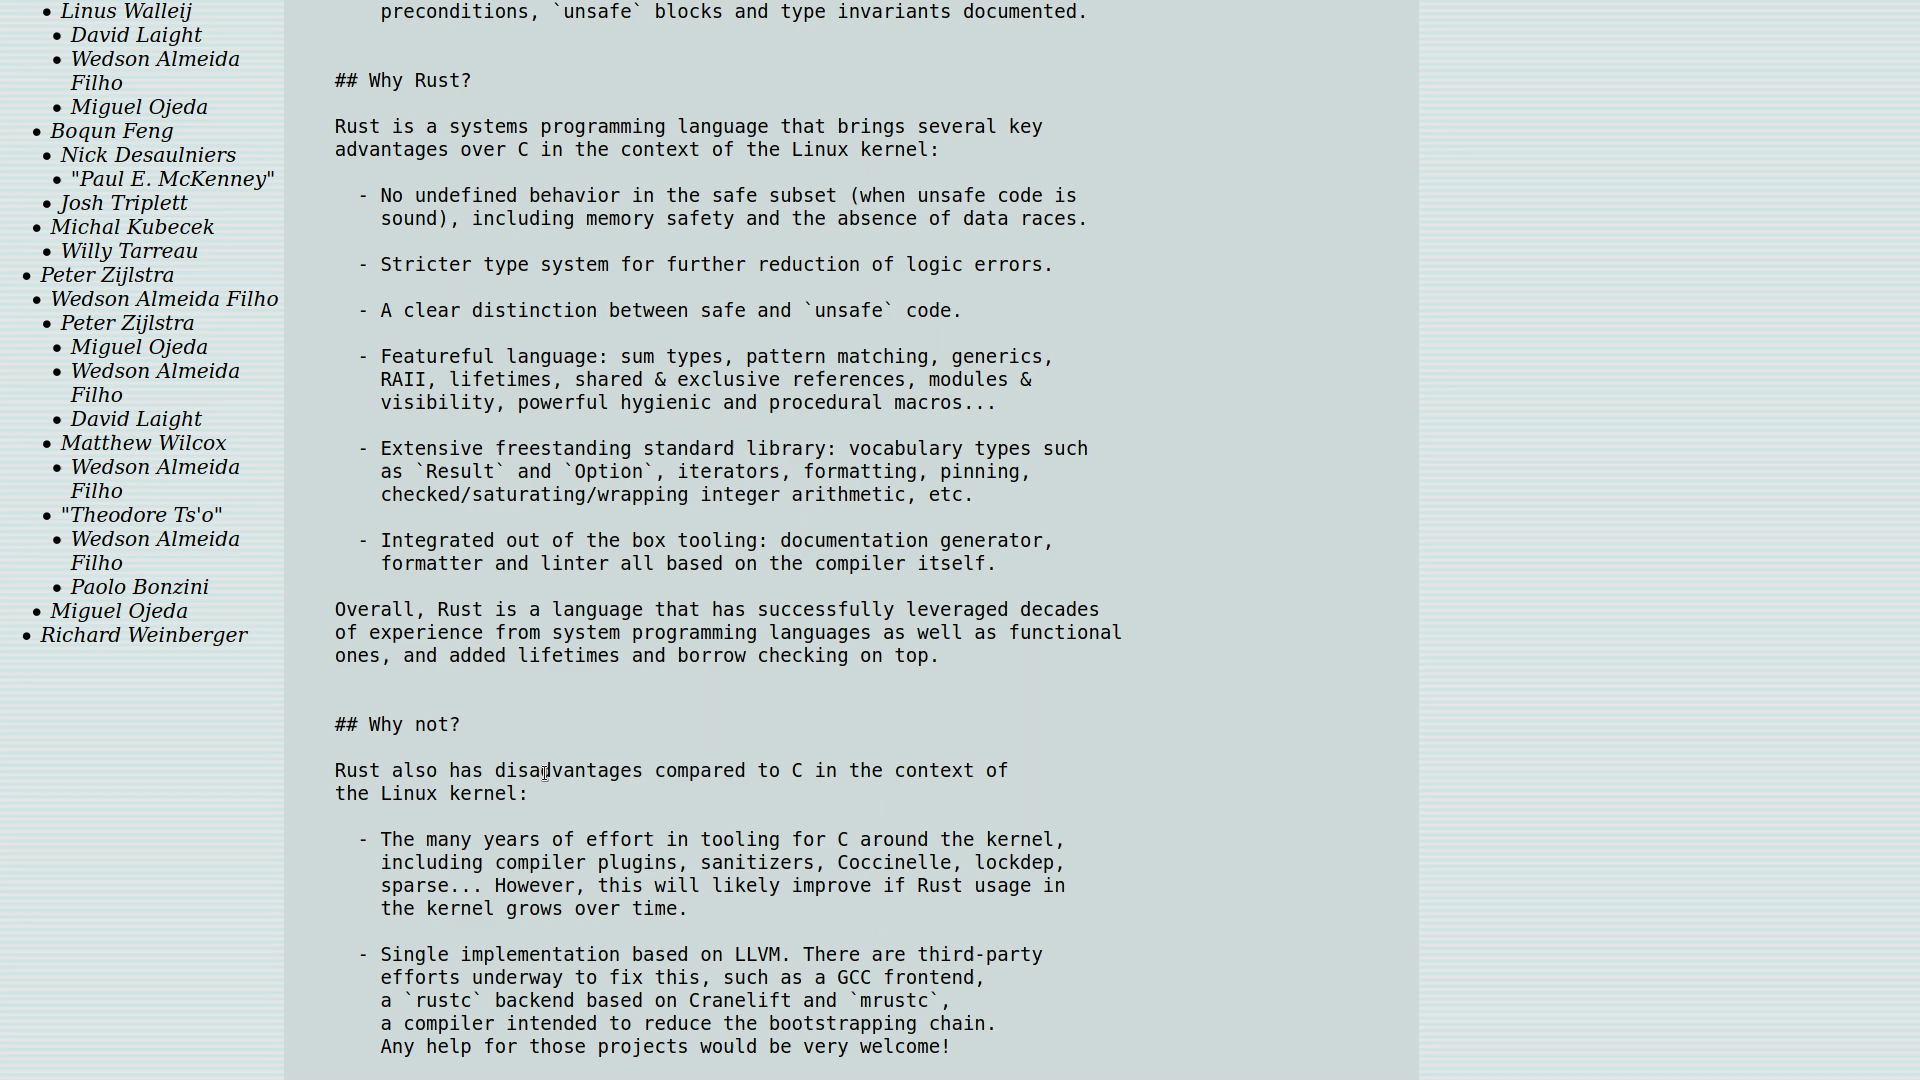 Linus Walleij
David Laight
Wedson Almeida
Filho
Miguel Ojeda
Boqun Feng
Nick Desaulniers
"Paul E. McKenney"
Josh Triplett
Michal Kubecek
Willy Tarreau
Peter Zijlstra
Wedson Almeida Filho
Peter Zijlstra
Miguel Ojeda
Wedson Almeida
Filho
David Laight
Matthew Wilcox
Wedson Almeida
Filho
"Theodore Ts'o"
Wedson Almeida
Filho
Paolo Bonzini
Miguel Ojeda
Richard Weinberger
preconditions, `unsafe` blocks and type invariants documented.
## Why Rust?
Rust is a systems programming language that brings several key
advantages over C in the context of the Linux kernel:
- No undefined behavior in the safe subset (when unsafe code is
sound), including memory safety and the absence of data races.
- Stricter type system for further reduction of logic errors.
- A clear distinction between safe and `unsafe` code.
- Featureful language: sum types, pattern matching, generics,
RAII, lifetimes, shared & exclusive references, modules &
visibility, powerful hygienic and procedural macros...
- Extensive freestanding standard library: vocabulary types such
as `Result` and `Option`, iterators, formatting, pinning,
checked/saturating/wrapping integer arithmetic, etc.
- Integrated out of the box tooling: documentation generator,
formatter and linter all based on the compiler itself.
Overall, Rust is a language that has successfully leveraged decades
of experience from system programming languages as well as functional
ones, and added lifetimes and borrow checking on top.
## Why not?
Rust also has disadvantages compared to C in the context of
the Linux kernel:
- The many years of effort in tooling for C around the kernel,
including compiler plugins, sanitizers, Coccinelle, lockdep,
sparse... However, this will likely improve if Rust usage in
the kernel grows over time.
- Single implementation based on LLVM. There are third-party
efforts underway to fix this, such as a GCC frontend,
a `rustc` backend based on Cranelift and `mrustc`,
a compiler intended to reduce the bootstrapping chain.
Any help for those projects would be very welcome!